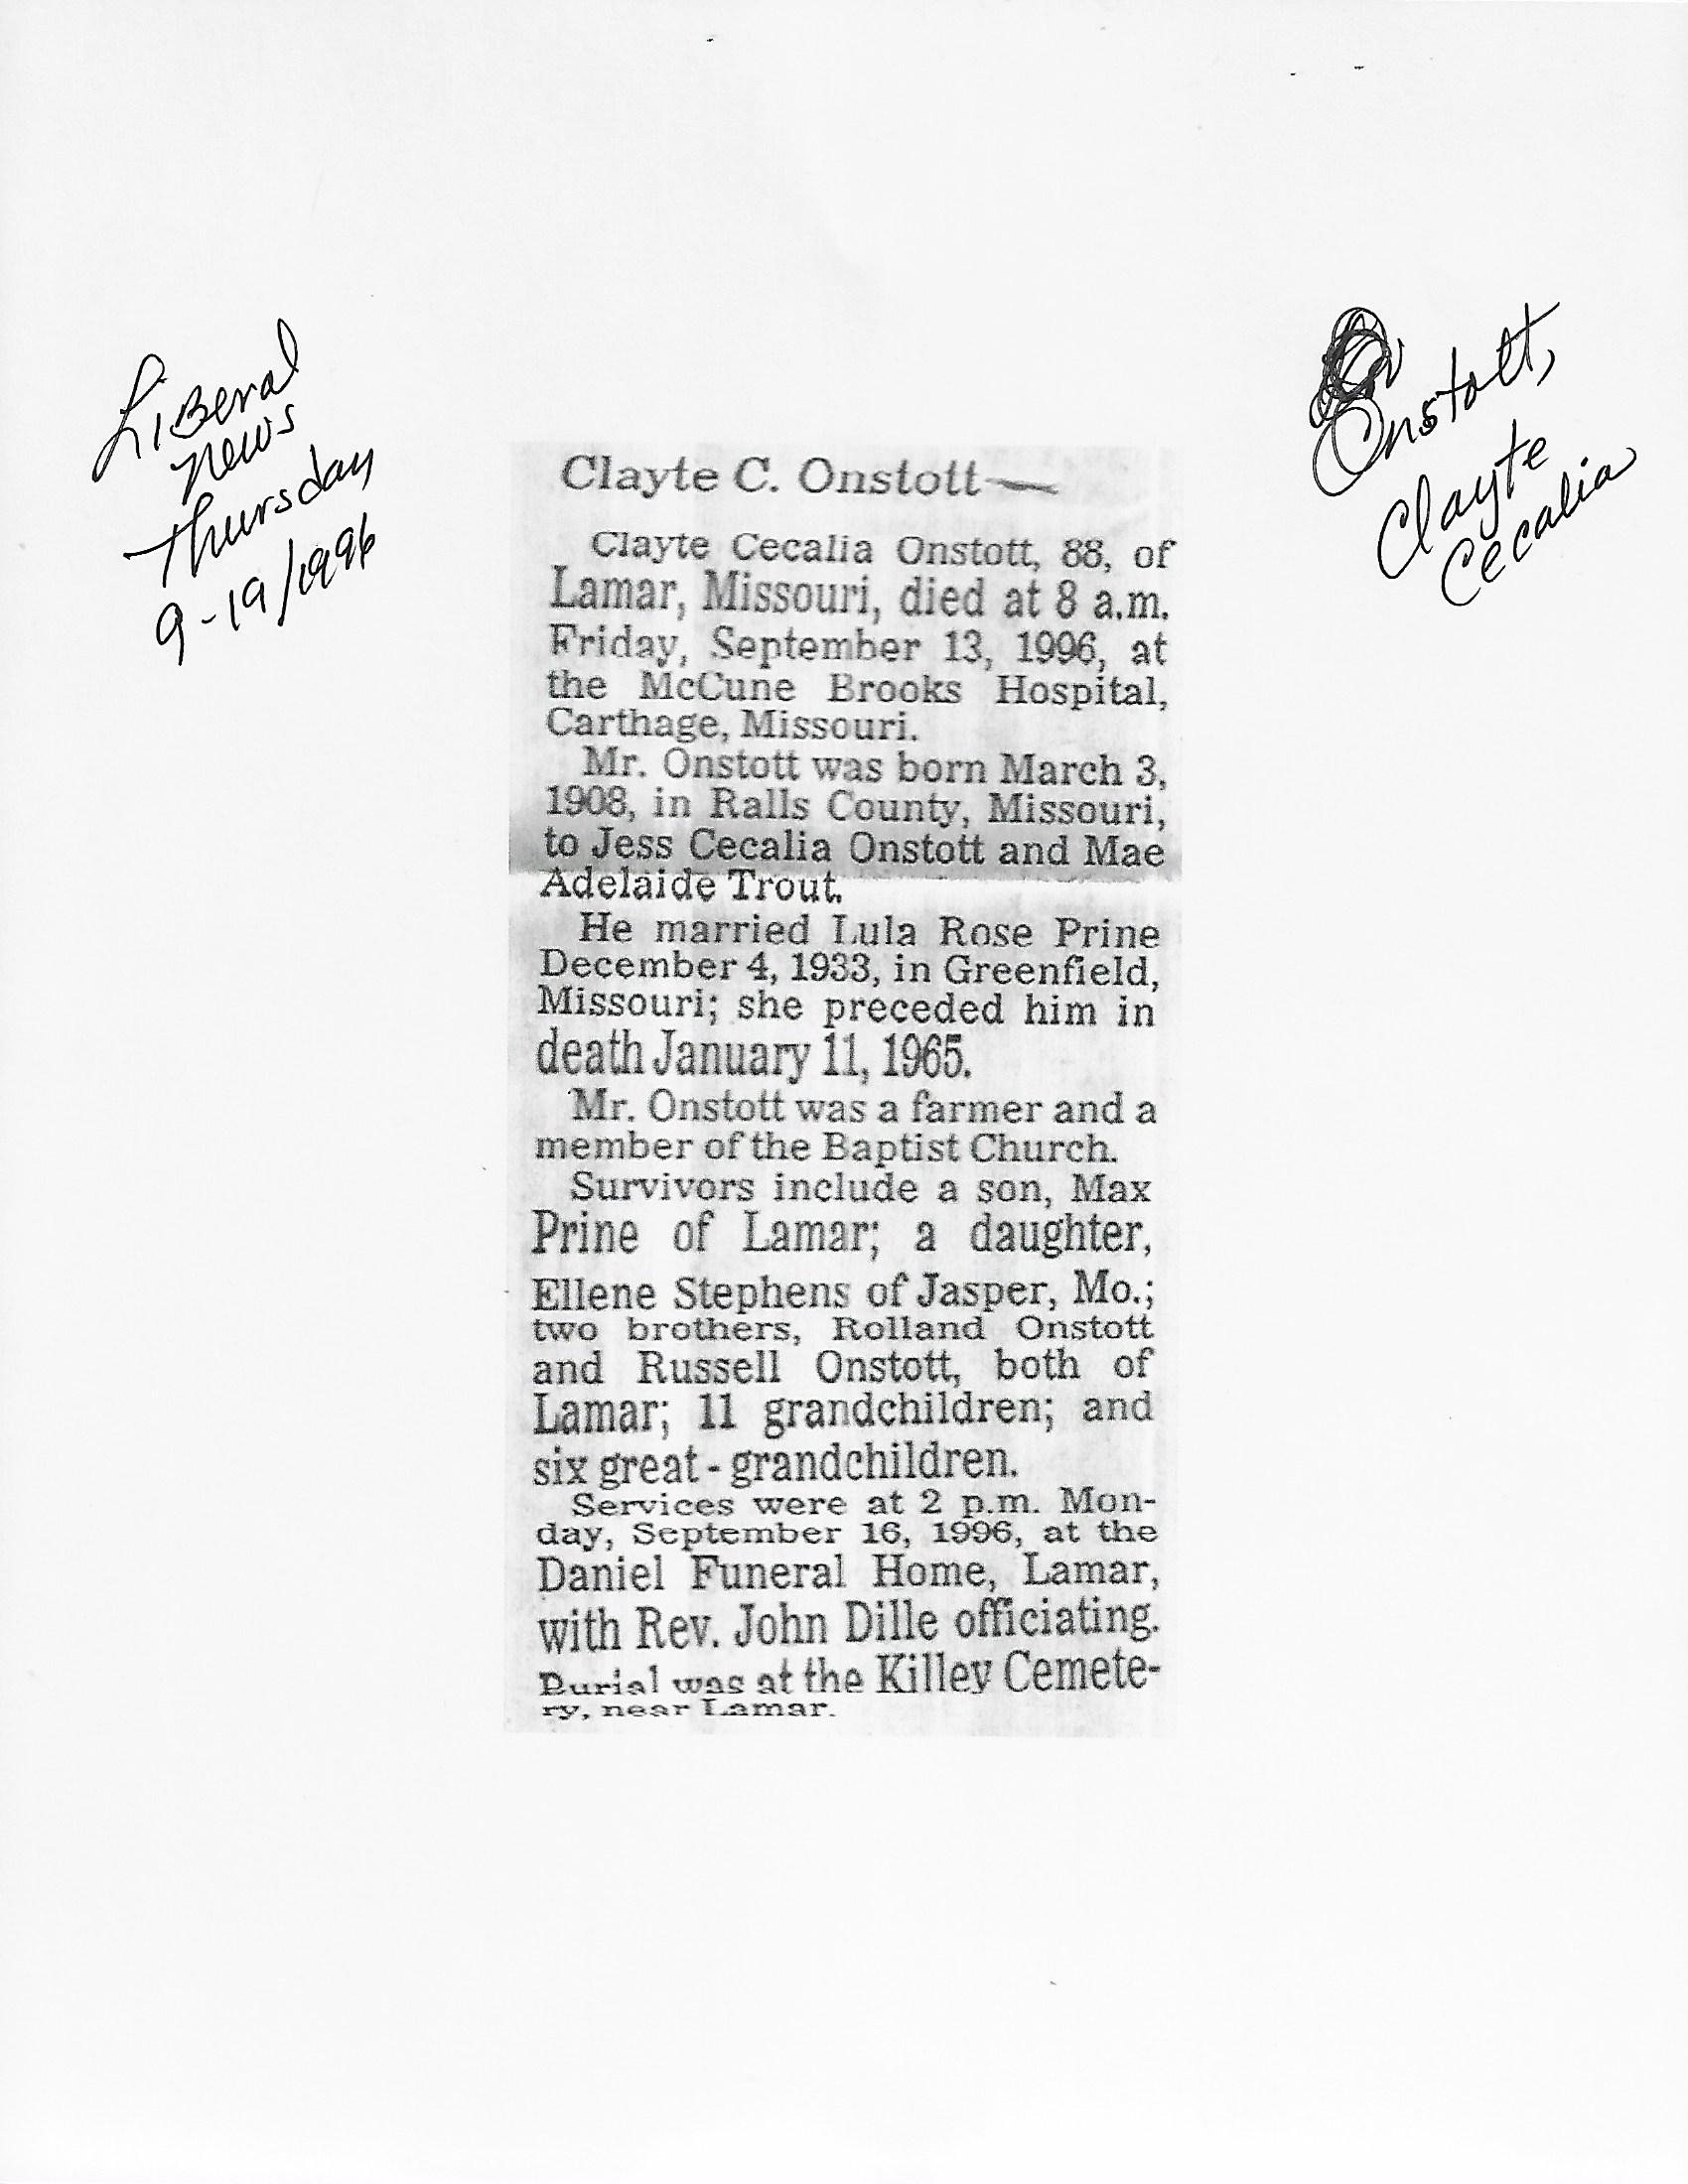 LiBeral
News
Thursday
9-19/1996
Onstott,
Clayte
Cecalia
Clayte C. Onstott
Clayte Cecalia Onstott, 88, of
Lamar, Missouri, died at 8 a.m.
Friday, September 13, 1996, at
the McCune Brooks Hospital,
Carthage, Missouri.
Mr. Onstott was born March 3,
1908, in Ralls County, Missouri,
to Jess Cecalia Onstott and Mae
Adelaide Trout.
He married Lula Rose Prine
December 4, 1933, in Greenfield,
Missouri; she preceded him in
death January 11, 1965.
Mr. Onstott was a farmer and a
member of the Baptist Church.
Survivors include a son, Max
Prine of Lamar; a daughter,
Ellene Stephens of Jasper, Mo.;
two brothers, Rolland Onstott
and Russell Onstott, both of
Lamar; 11 grandchildren; and
six great-grandchildren.
Services were at 2 p.m. Mon-
day, September 16, 1996, at the
Daniel Funeral Home, Lamar,
with Rev. John Dille officiating.
Burial was at the Killey Cemete-
ry, near Lamar.